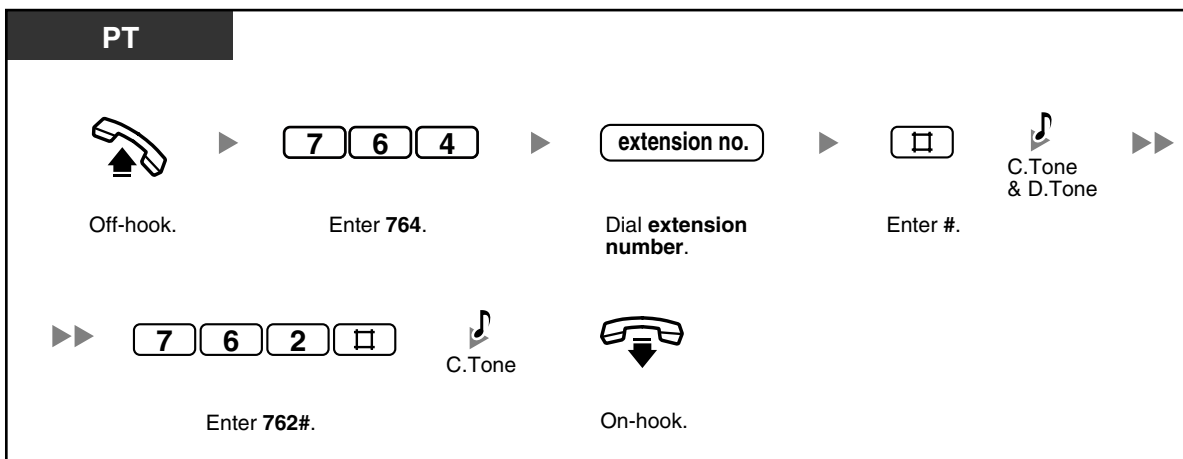 PT
7 6 4
extension no.
⌗
C.Tone
& D.Tone
Off-hook.
Enter 764.
Dial extension
number.
Enter #.
7 6 2 ⌗
C.Tone
Enter 762#.
On-hook.